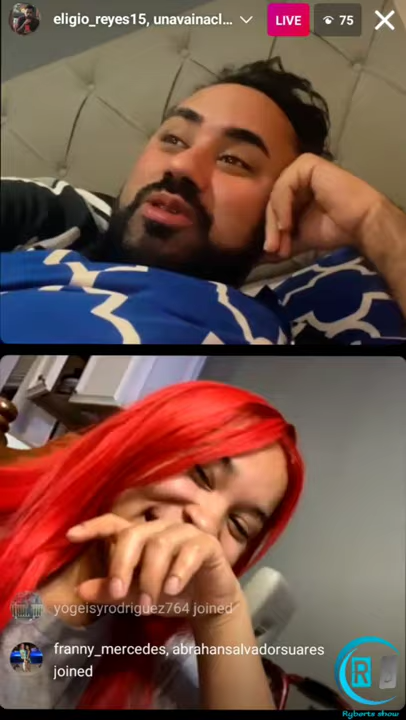 eligio_reyes15, unavainacl...
LIVE
75
yogeisyrodriguez764 joined
franny_mercedes, abrahansalvadorsuares
joined
R
Ryberts show